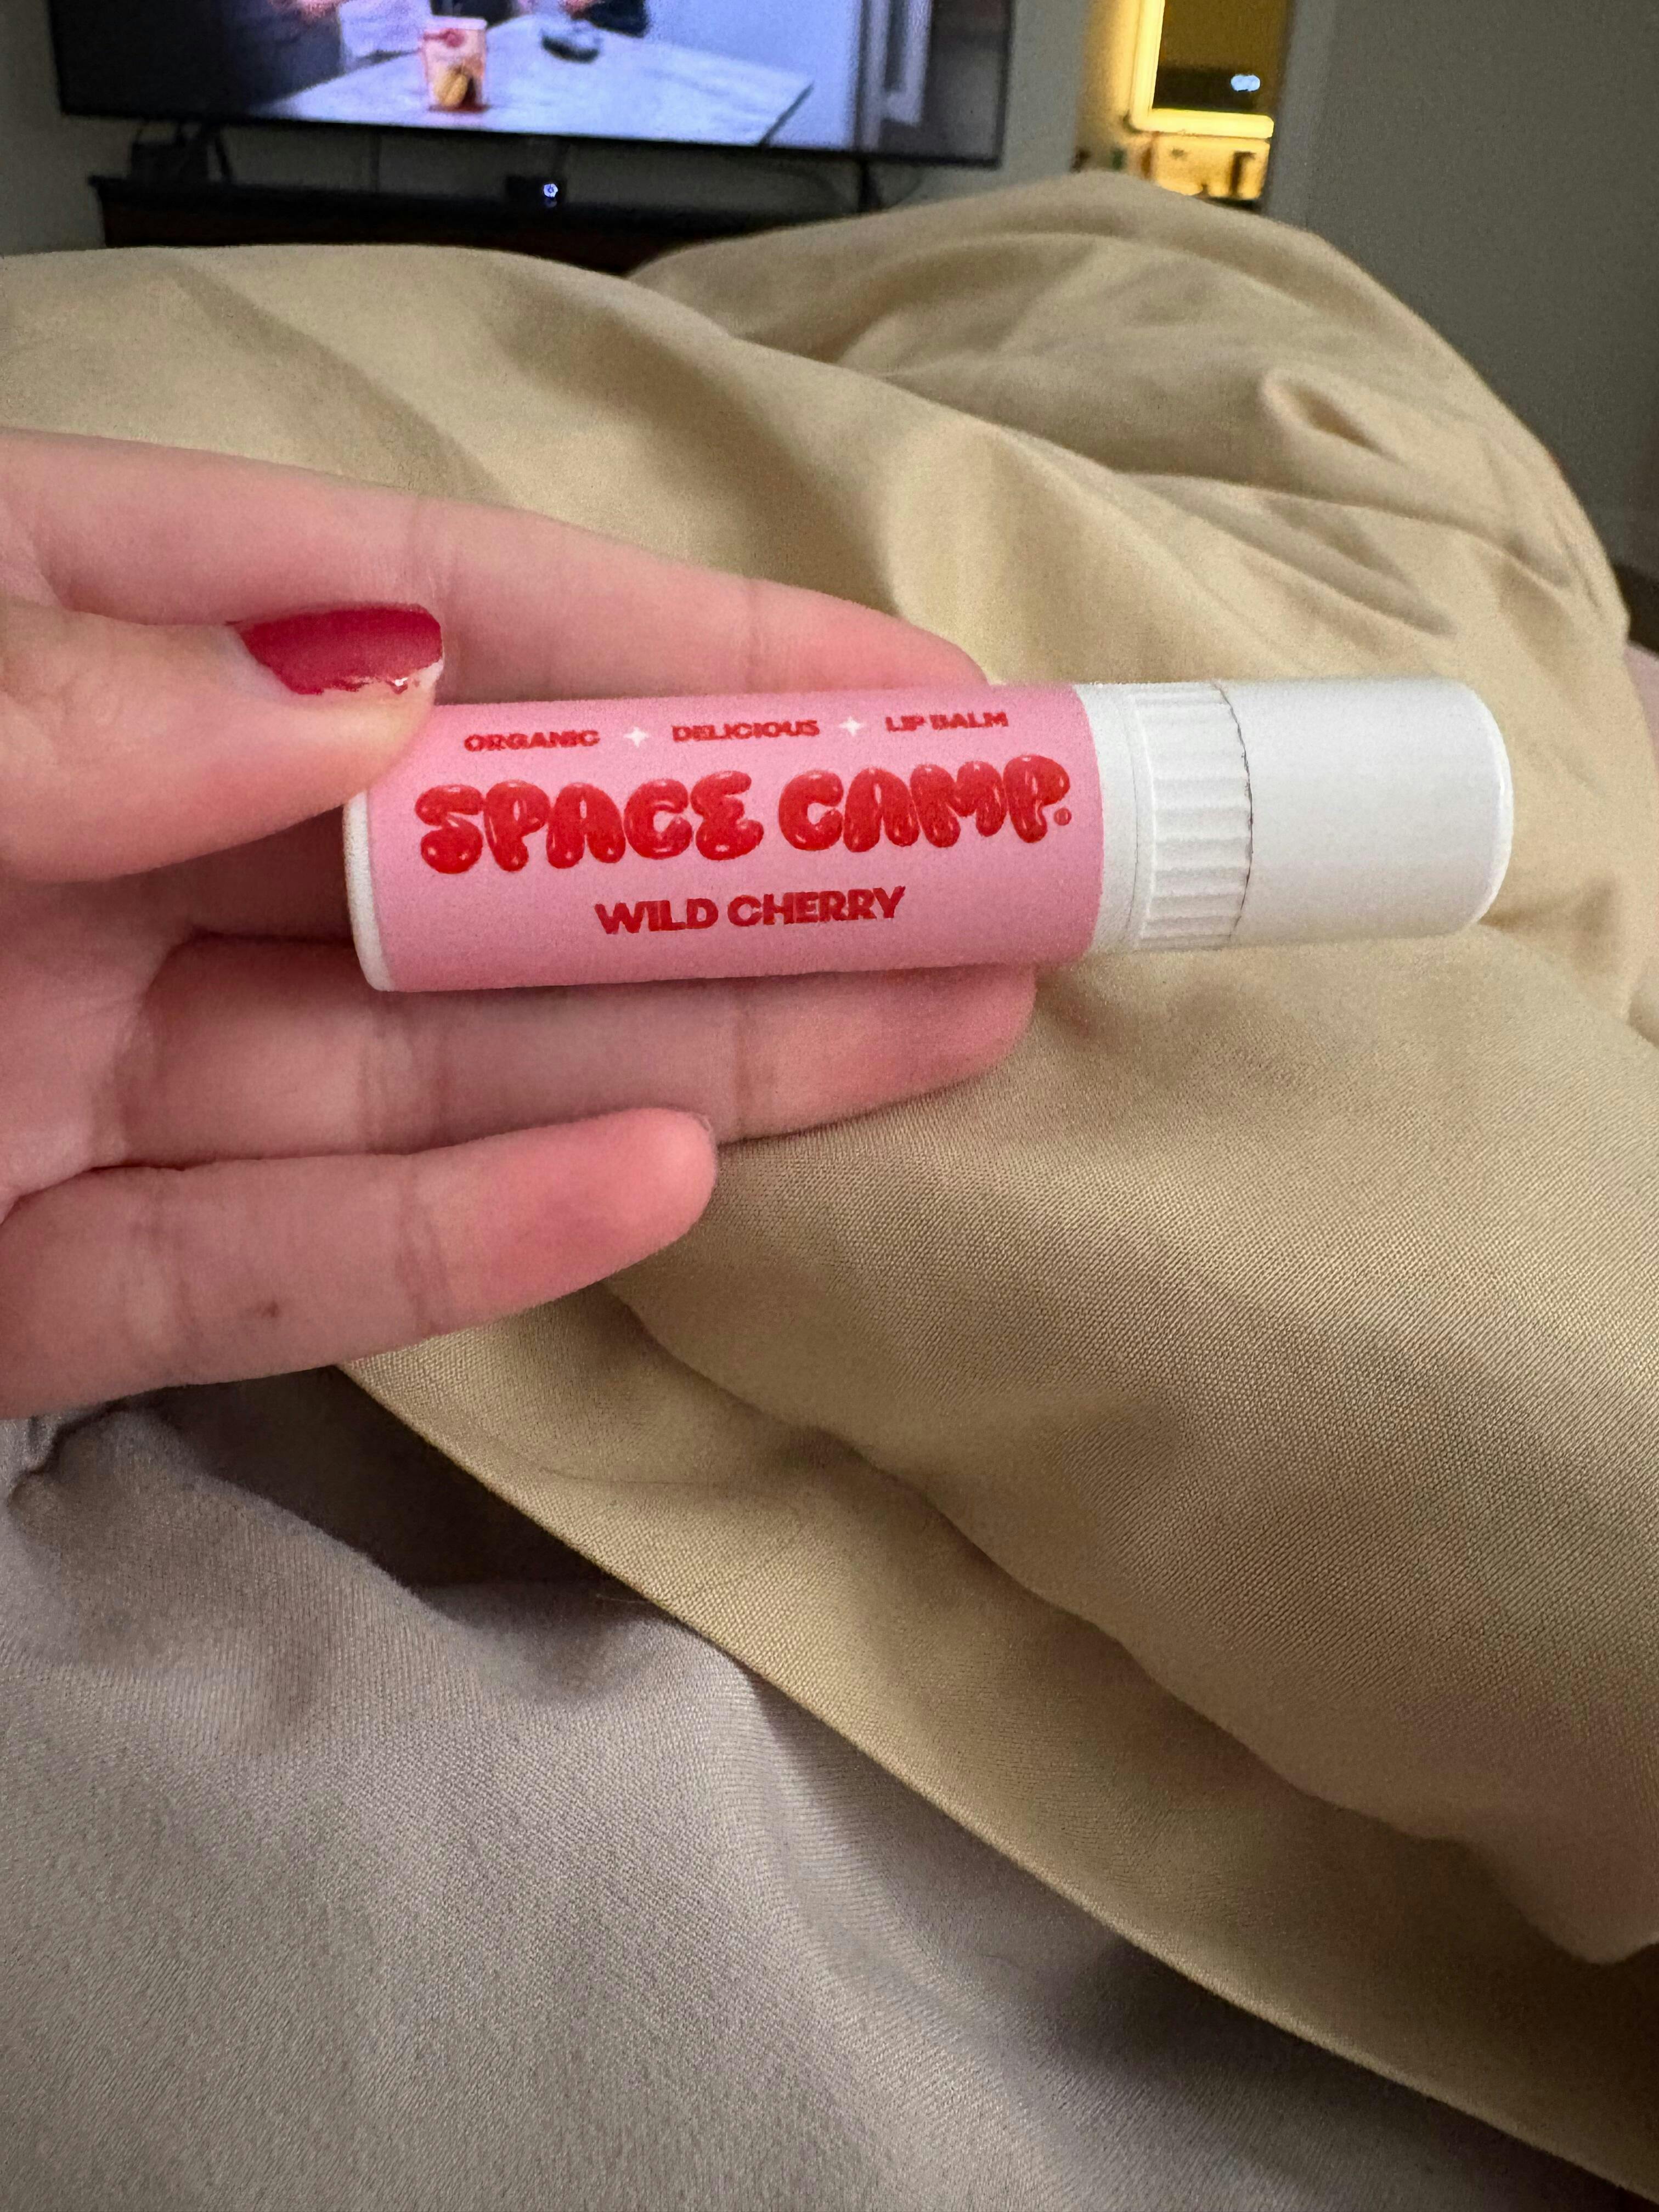 ORGANIC ✦ DELICIOUS ✦ LIP BALM
SPACE CAMP®
WILD CHERRY